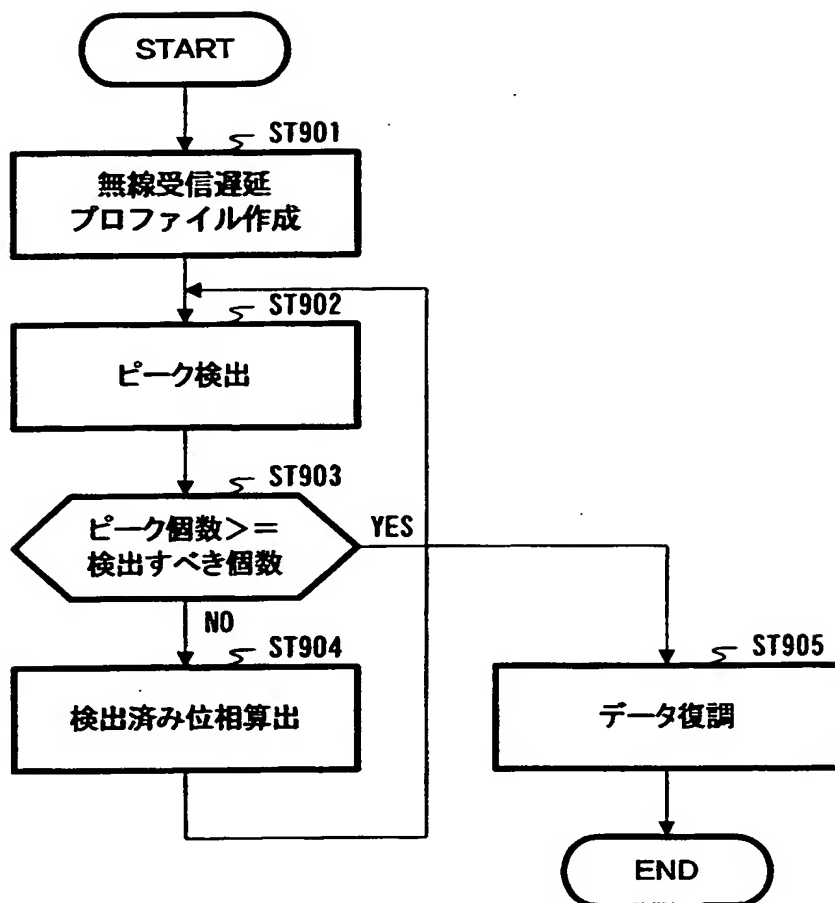 START
ST901
無線受信遅延
プロファイル作成
ST902
ピーク検出
ST903
ピーク個数>=
検出すべき個数
YES
NO
ST904
検出済み位相算出
ST905
データ復調
END